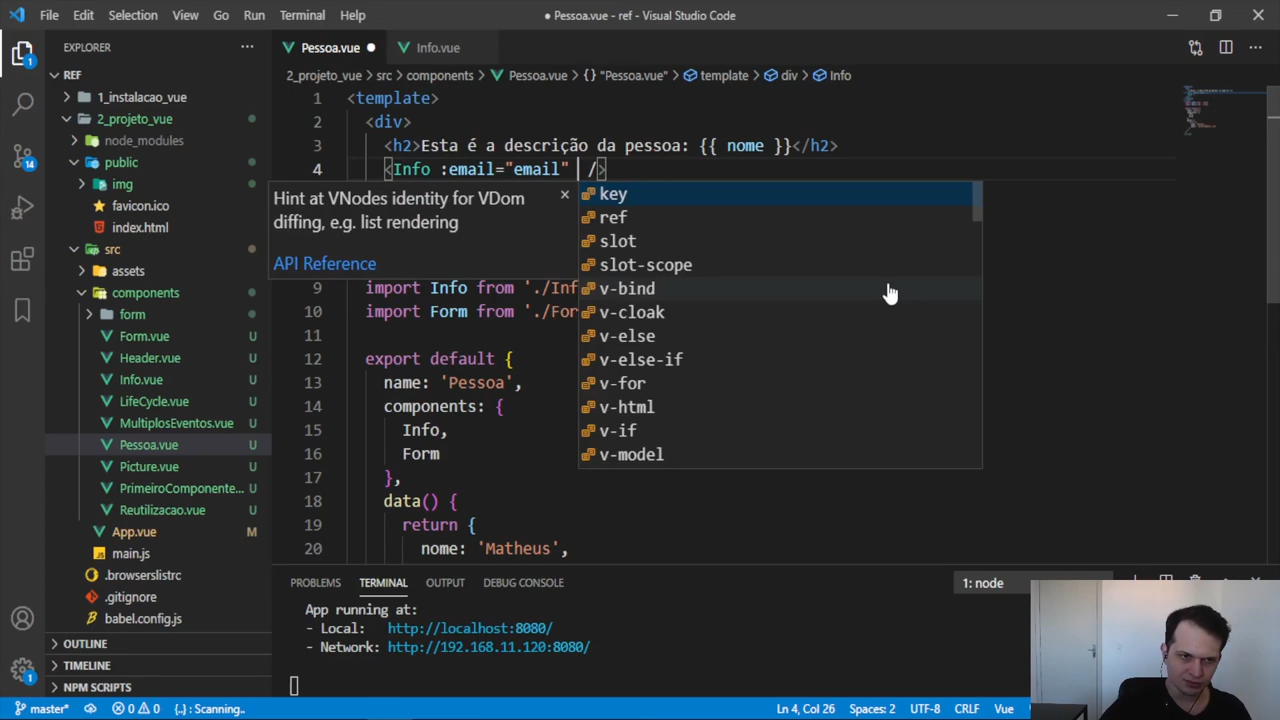 File Edit Selection View Go Run Terminal Help
● Pessoa.vue - ref - Visual Studio Code
EXPLORER
REF
1_instalacao_vue
2_projeto_vue
node_modules
public
img
favicon.ico
index.html
src
assets
components
form
Form.vue U
Header.vue U
Info.vue U
LifeCycle.vue U
MultiplosEventos.vue U
Pessoa.vue U
Picture.vue U
PrimeiroComponente... U
Reutilizacao.vue U
App.vue M
main.js
.browserslistrc
.gitignore
babel.config.js
OUTLINE
TIMELINE
NPM SCRIPTS
1
14
1
Pessoa.vue ● Info.vue
2_projeto_vue > src > components > Pessoa.vue > {} "Pessoa.vue" > template > div > Info
1 <template>
2 <div>
3 <h2>Esta é a descrição da pessoa: {{ nome }}</h2>
4 <Info :email="email" />
Hint at VNodes identity for VDom
diffing, e.g. list rendering
API Reference
key
ref
slot
slot-scope
v-bind
v-cloak
v-else
v-else-if
v-for
v-html
v-if
v-model
9 import Info from './Inf
10 import Form from './For
11
12 export default {
13 name: 'Pessoa',
14 components: {
15 Info,
16 Form
17 },
18 data() {
19 return {
20 nome: 'Matheus',
PROBLEMS TERMINAL OUTPUT DEBUG CONSOLE 1: node
App running at:
- Local: http://localhost:8080/
- Network: http://192.168.11.120:8080/
master* 0 0 {..} : Scanning.. Ln 4, Col 26 Spaces: 2 UTF-8 CRLF Vue